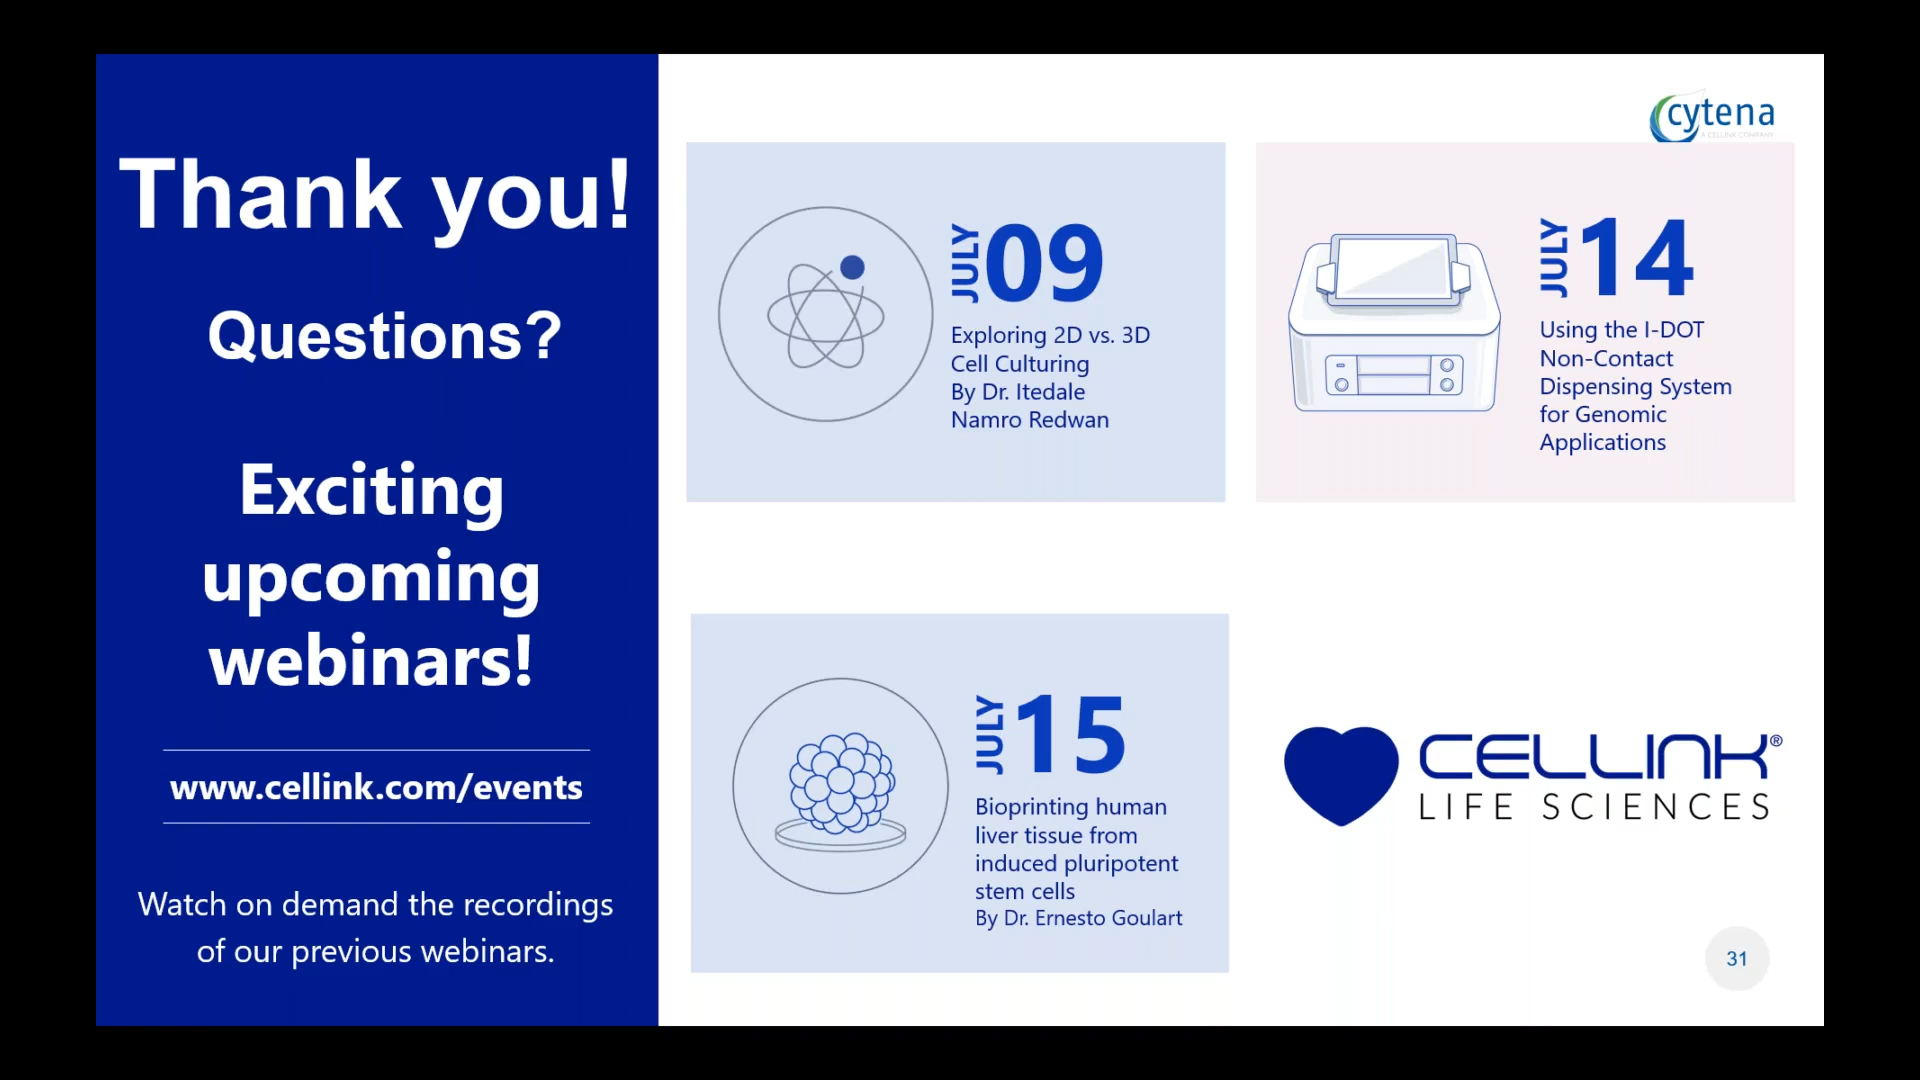 Thank you!
Questions?
Exciting
upcoming
webinars!
www.cellink.com/events
Watch on demand the recordings
of our previous webinars.
cytena
A CELLINK COMPANY
JULY 09
Exploring 2D vs. 3D
Cell Culturing
By Dr. Itedale
Namro Redwan
JULY 14
Using the I-DOT
Non-Contact
Dispensing System
for Genomic
Applications
JULY 15
Bioprinting human
liver tissue from
induced pluripotent
stem cells
By Dr. Ernesto Goulart
CELLINK®
LIFE SCIENCES
31